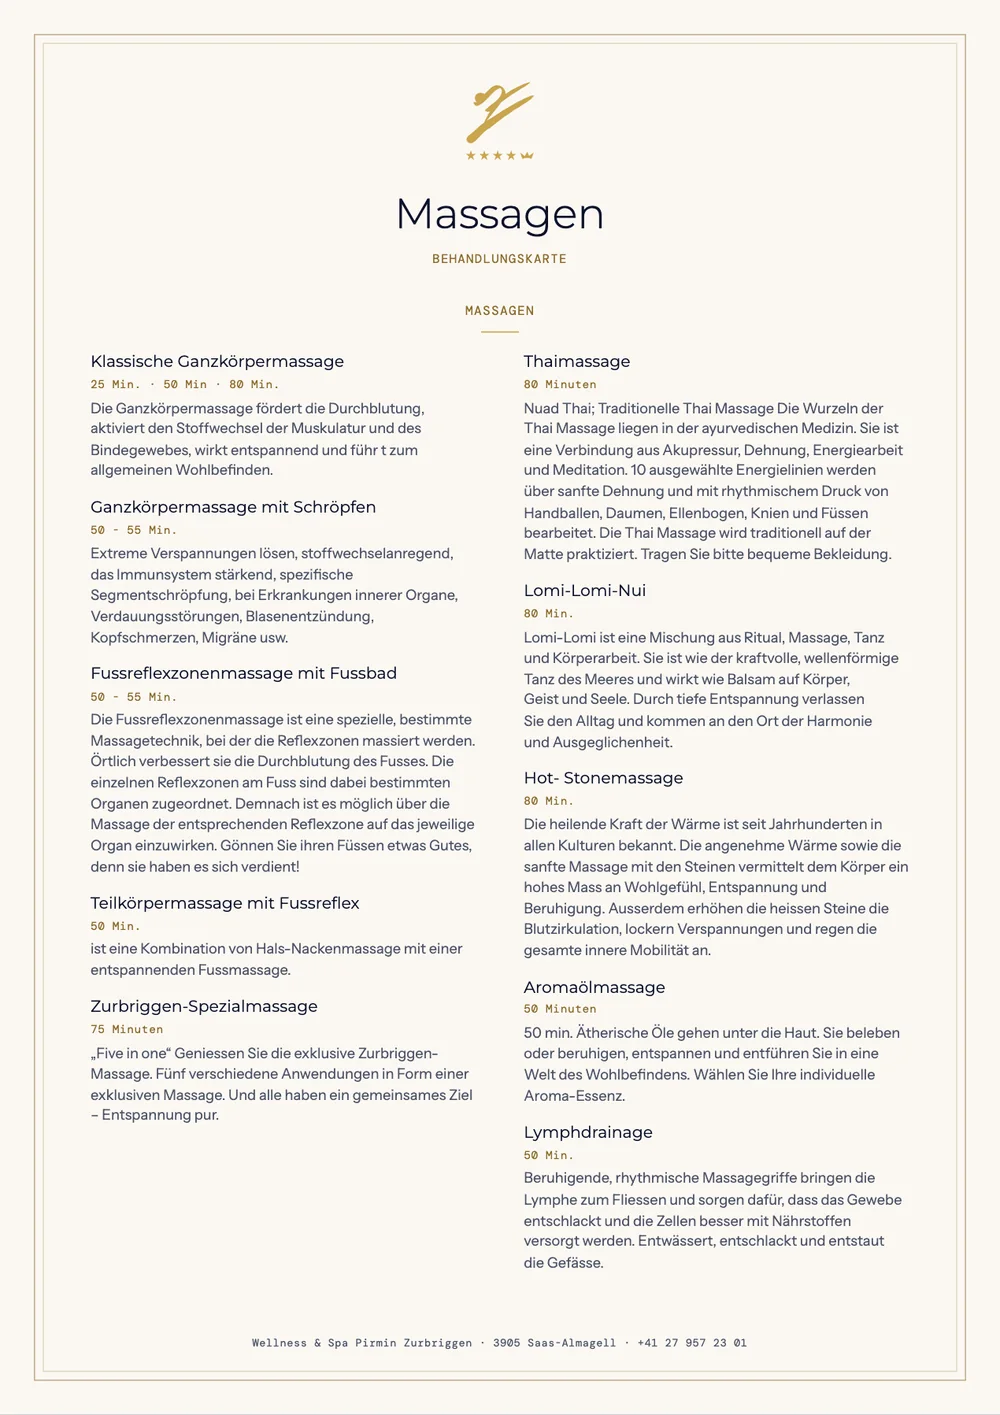 Massagen
BEHANDLUNGSKARTE
MASSAGEN
Klassische Ganzkörpermassage
25 Min. · 50 Min · 80 Min.
Die Ganzkörpermassage fördert die Durchblutung,
aktiviert den Stoffwechsel der Muskulatur und des
Bindegewebes, wirkt entspannend und führ t zum
allgemeinen Wohlbefinden.
Ganzkörpermassage mit Schröpfen
50 - 55 Min.
Extreme Verspannungen lösen, stoffwechselanregend,
das Immunsystem stärkend, spezifische
Segmentschröpfung, bei Erkrankungen innerer Organe,
Verdauungsstörungen, Blasenentzündung,
Kopfschmerzen, Migräne usw.
Fussreflexzonenmassage mit Fussbad
50 - 55 Min.
Die Fussreflexzonenmassage ist eine spezielle, bestimmte
Massagetechnik, bei der die Reflexzonen massiert werden.
Örtlich verbessert sie die Durchblutung des Fusses. Die
einzelnen Reflexzonen am Fuss sind dabei bestimmten
Organen zugeordnet. Demnach ist es möglich über die
Massage der entsprechenden Reflexzone auf das jeweilige
Organ einzuwirken. Gönnen Sie ihren Füssen etwas Gutes,
denn sie haben es sich verdient!
Teilkörpermassage mit Fussreflex
50 Min.
ist eine Kombination von Hals-Nackenmassage mit einer
entspannenden Fussmassage.
Zurbriggen-Spezialmassage
75 Minuten
„Five in one“ Geniessen Sie die exklusive Zurbriggen-
Massage. Fünf verschiedene Anwendungen in Form einer
exklusiven Massage. Und alle haben ein gemeinsames Ziel
– Entspannung pur.
Thaimassage
80 Minuten
Nuad Thai; Traditionelle Thai Massage Die Wurzeln der
Thai Massage liegen in der ayurvedischen Medizin. Sie ist
eine Verbindung aus Akupressur, Dehnung, Energiearbeit
und Meditation. 10 ausgewählte Energielinien werden
über sanfte Dehnung und mit rhythmischem Druck von
Handballen, Daumen, Ellenbogen, Knien und Füssen
bearbeitet. Die Thai Massage wird traditionell auf der
Matte praktiziert. Tragen Sie bitte bequeme Bekleidung.
Lomi-Lomi-Nui
80 Min.
Lomi-Lomi ist eine Mischung aus Ritual, Massage, Tanz
und Körperarbeit. Sie ist wie der kraftvolle, wellenförmige
Tanz des Meeres und wirkt wie Balsam auf Körper,
Geist und Seele. Durch tiefe Entspannung verlassen
Sie den Alltag und kommen an den Ort der Harmonie
und Ausgeglichenheit.
Hot- Stonemassage
80 Min.
Die heilende Kraft der Wärme ist seit Jahrhunderten in
allen Kulturen bekannt. Die angenehme Wärme sowie die
sanfte Massage mit den Steinen vermittelt dem Körper ein
hohes Mass an Wohlgefühl, Entspannung und
Beruhigung. Ausserdem erhöhen die heissen Steine die
Blutzirkulation, lockern Verspannungen und regen die
gesamte innere Mobilität an.
Aromaölmassage
50 Minuten
50 min. Ätherische Öle gehen unter die Haut. Sie beleben
oder beruhigen, entspannen und entführen Sie in eine
Welt des Wohlbefindens. Wählen Sie Ihre individuelle
Aroma-Essenz.
Lymphdrainage
50 Min.
Beruhigende, rhythmische Massagegriffe bringen die
Lymphe zum Fliessen und sorgen dafür, dass das Gewebe
entschlackt und die Zellen besser mit Nährstoffen
versorgt werden. Entwässert, entschlackt und entstaut
die Gefässe.
Wellness & Spa Pirmin Zurbriggen · 3905 Saas-Almagell · +41 27 957 23 01